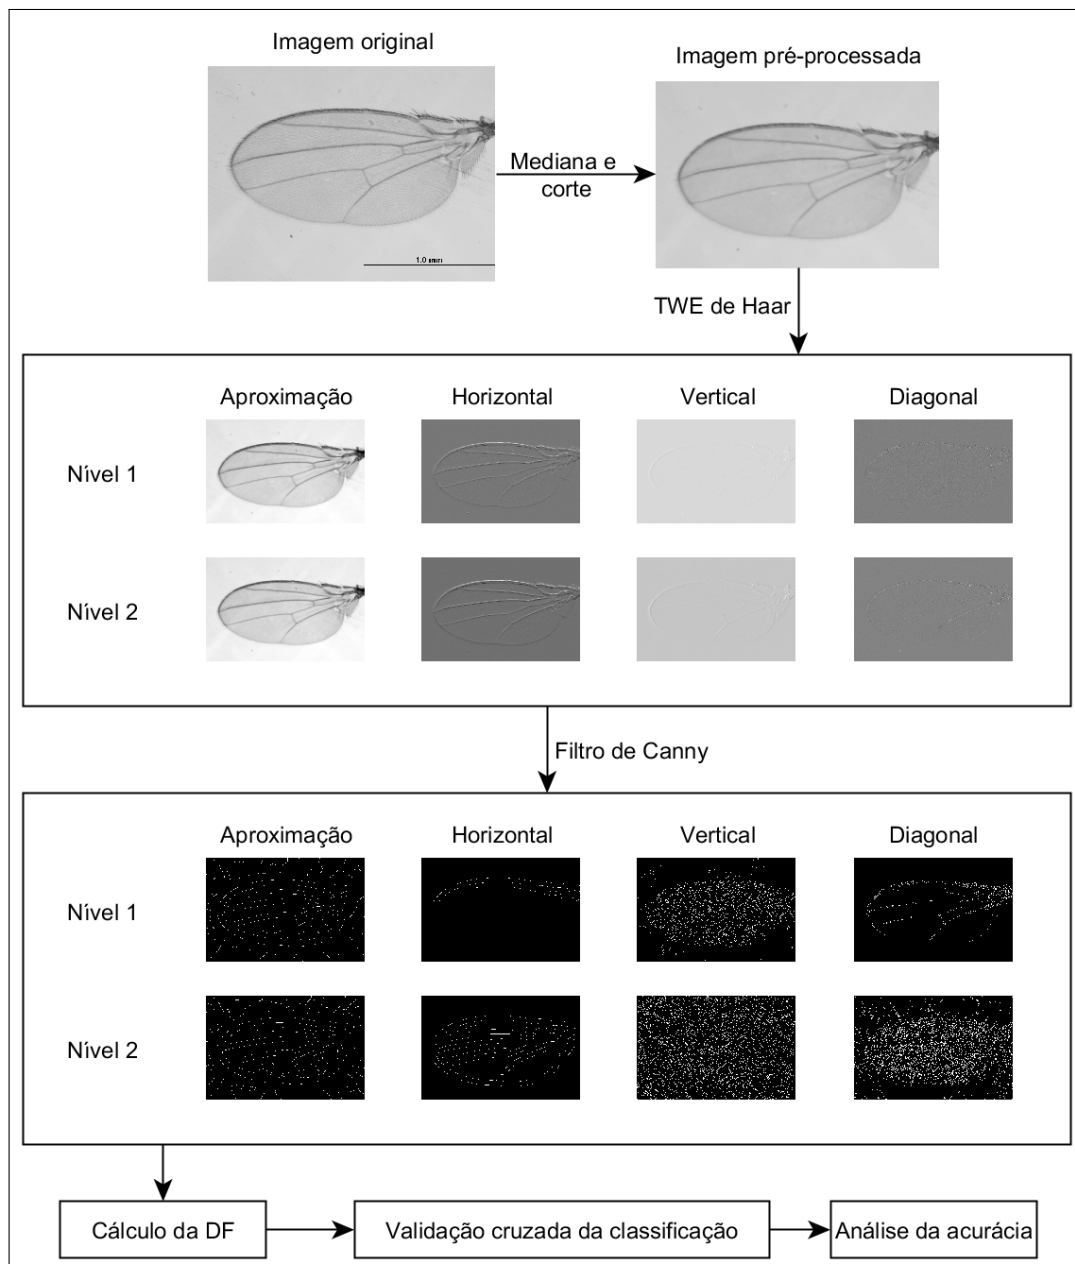 Imagem original
Imagem pré-processada
Mediana e
corte
1.0 mm
TWE de Haar
Aproximação Horizontal Vertical Diagonal
Nível 1
Nível 2
Filtro de Canny
Aproximação Horizontal Vertical Diagonal
Nível 1
Nível 2
Cálculo da DF
Validação cruzada da classificação
Análise da acurácia